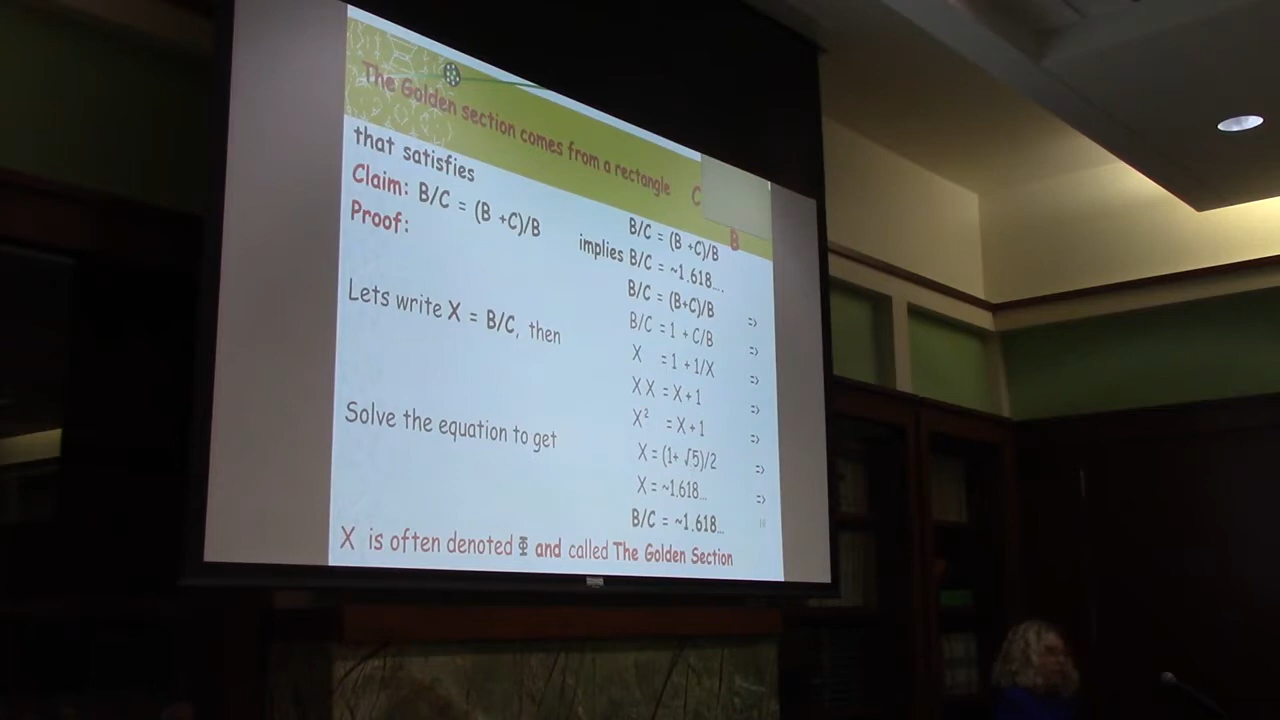 The Golden section comes from a rectangle
C
B
that satisfies
Claim: B/C = (B +C)/B
B/C = (B +C)/B
implies B/C = ~1.618....
Proof:
B/C = (B+C)/B =>
B/C = 1 + C/B =>
Lets write X = B/C, then
X = 1 + 1/X =>
X X = X + 1 =>
X² = X + 1 =>
Solve the equation to get
X = (1+ √5)/2 =>
X = ~1.618... =>
B/C = ~1.618...
X is often denoted Φ and called The Golden Section